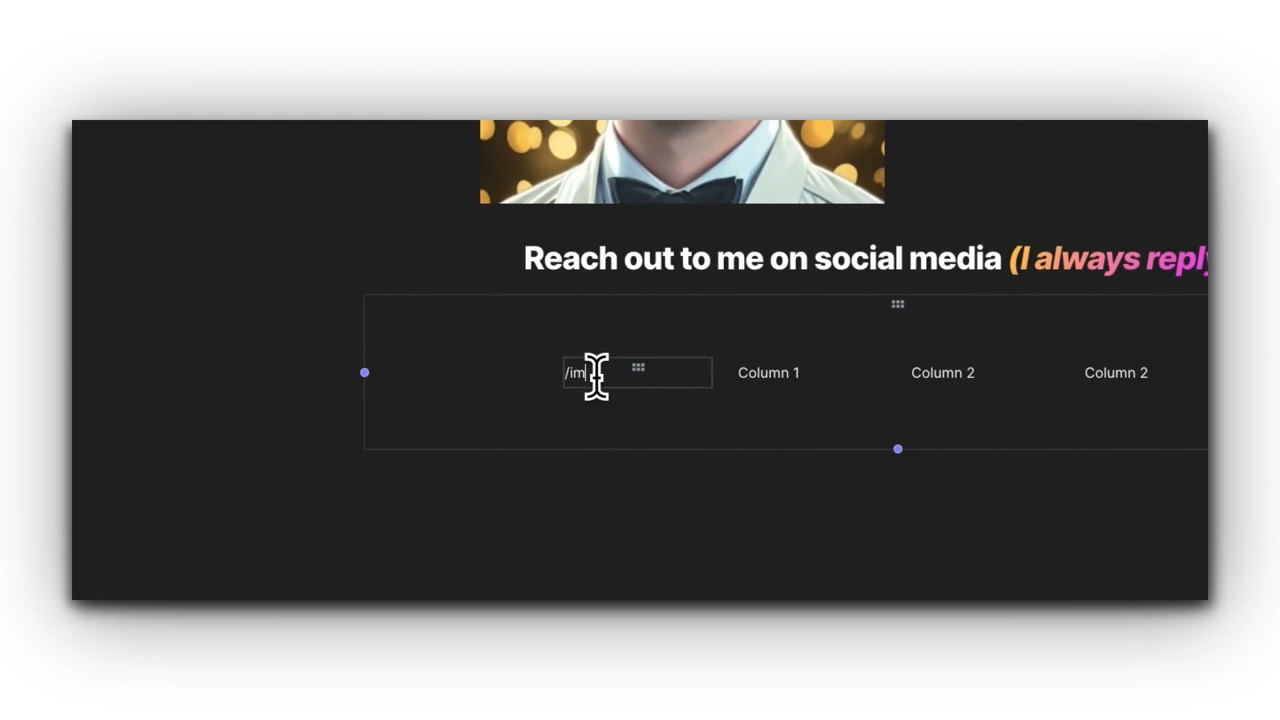 Reach out to me on social media (I always reply
/im Column 1 Column 2 Column 2